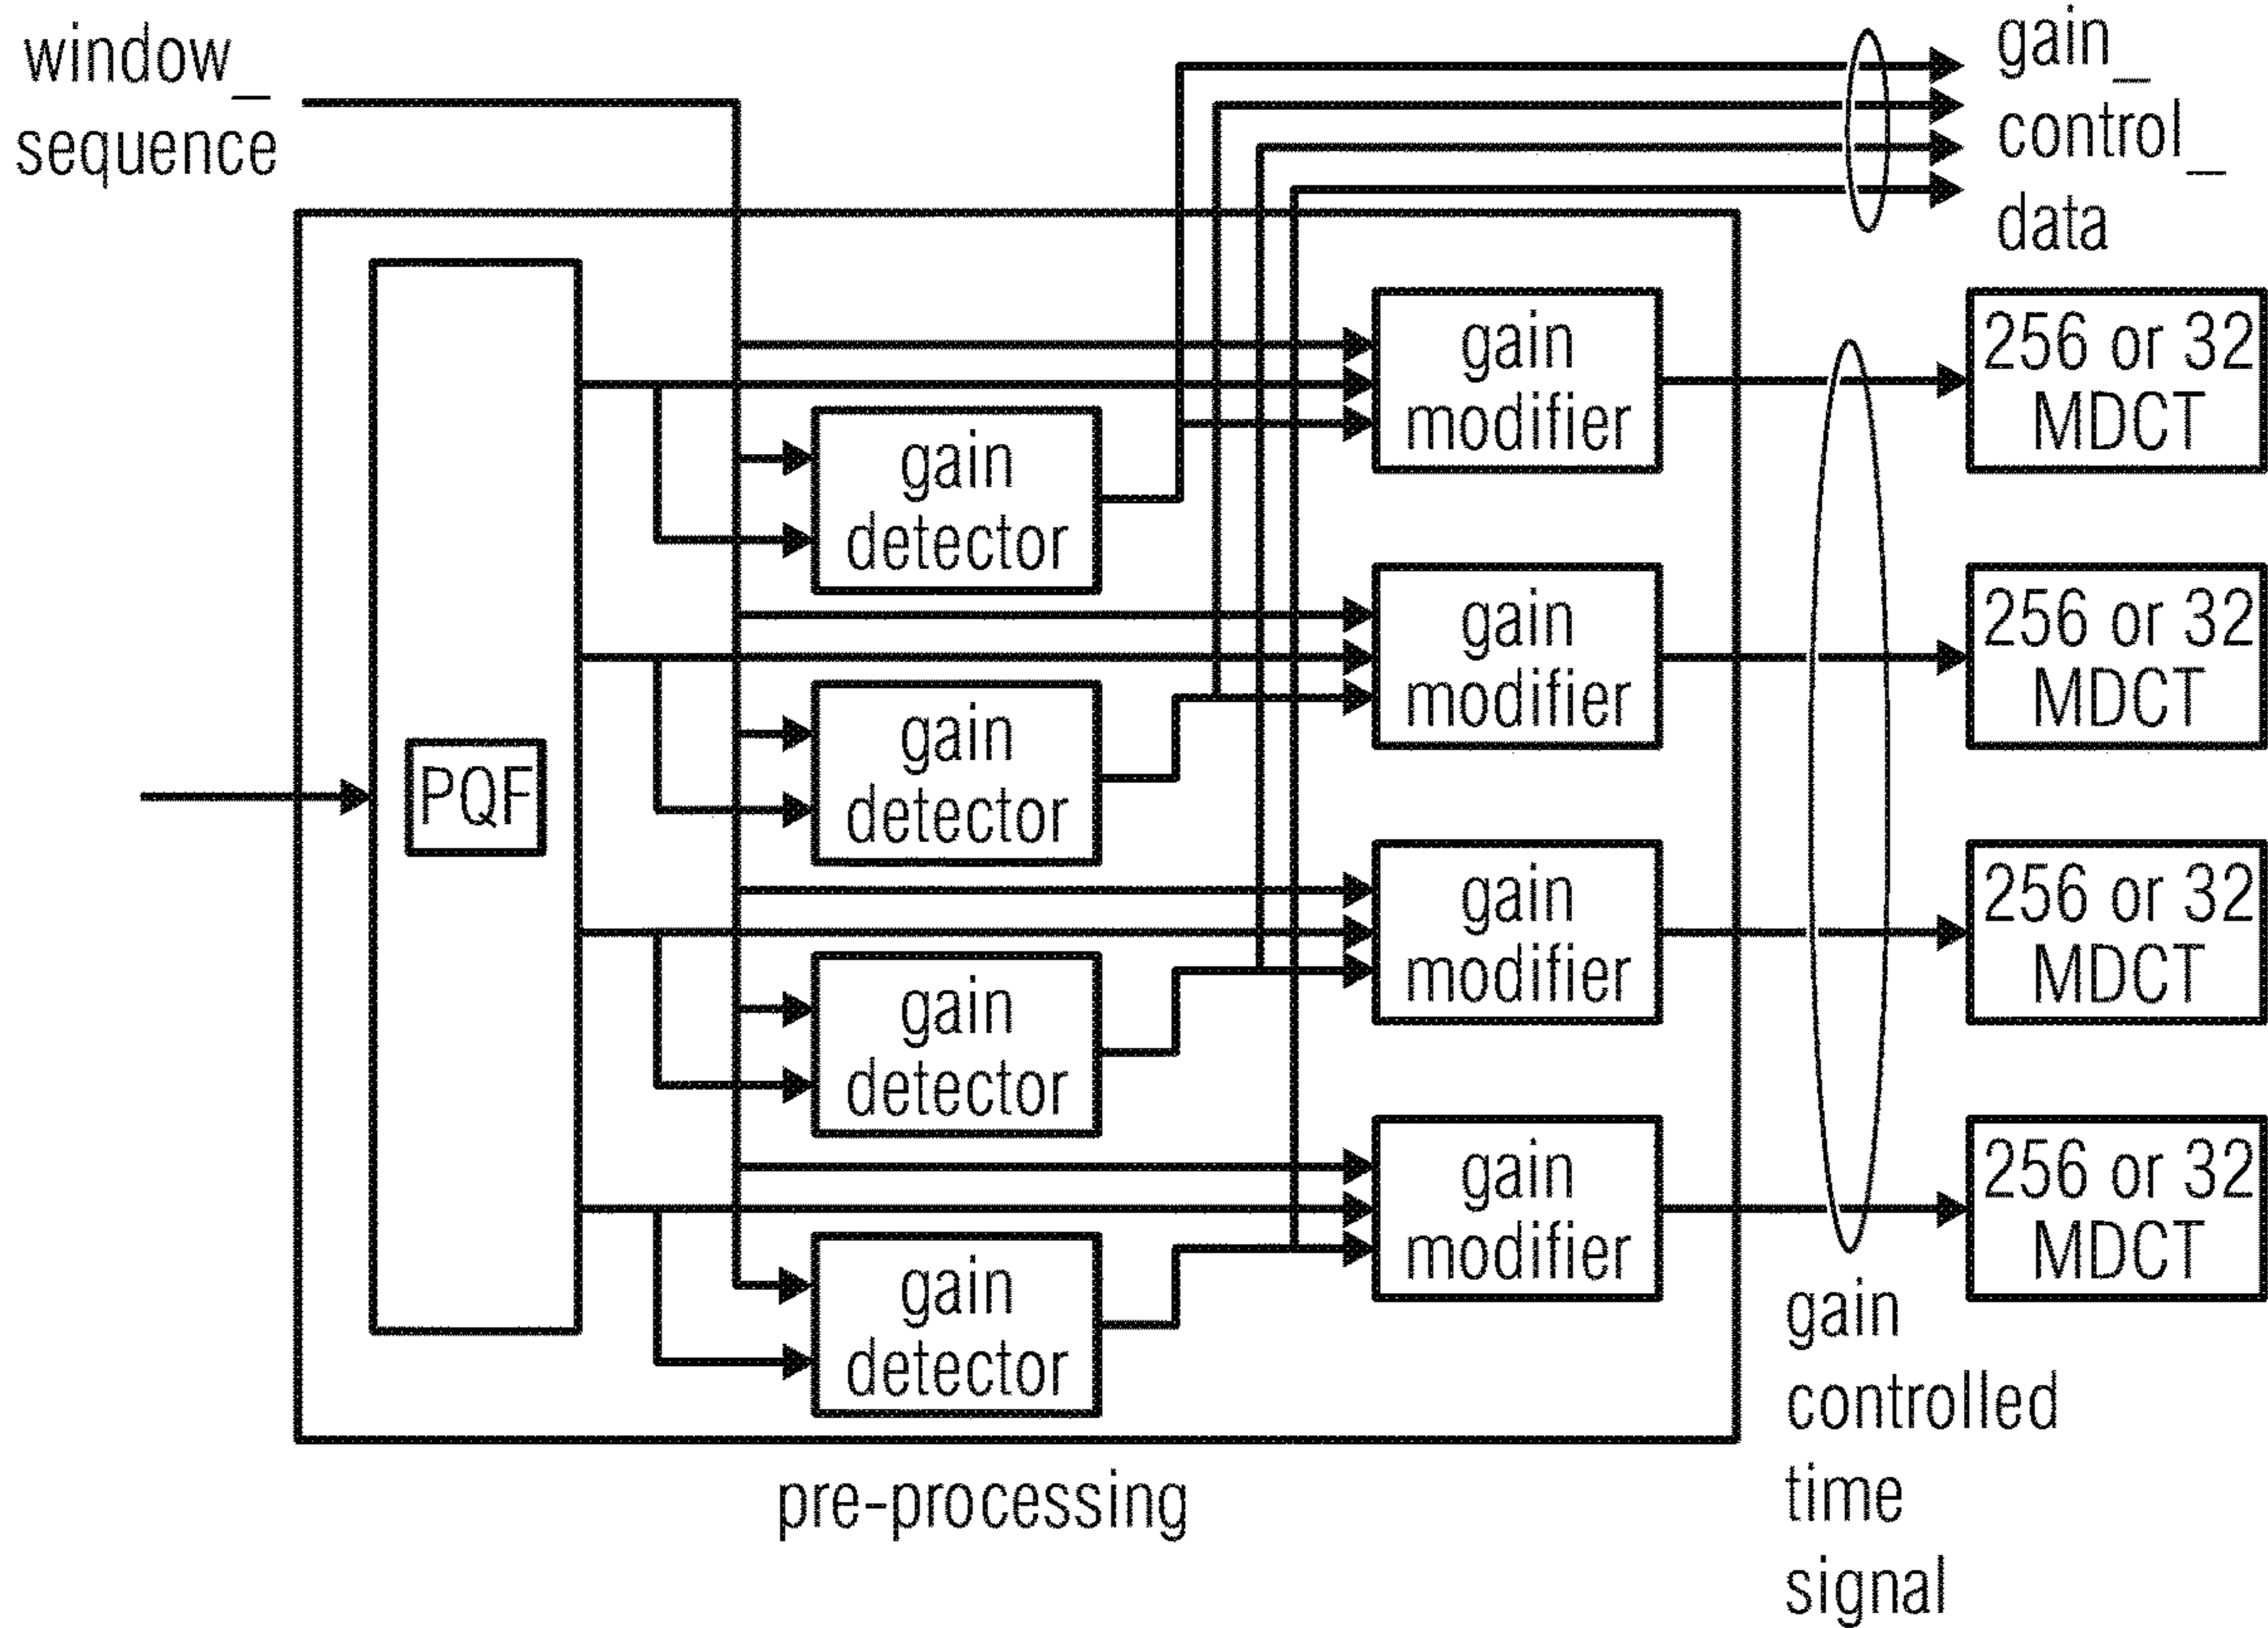 window_
sequence
gain_
control_
data
PQF
gain
detector
gain
detector
gain
detector
gain
detector
gain
modifier
gain
modifier
gain
modifier
gain
modifier
256 or 32
MDCT
256 or 32
MDCT
256 or 32
MDCT
256 or 32
MDCT
gain
controlled
time
signal
pre-processing